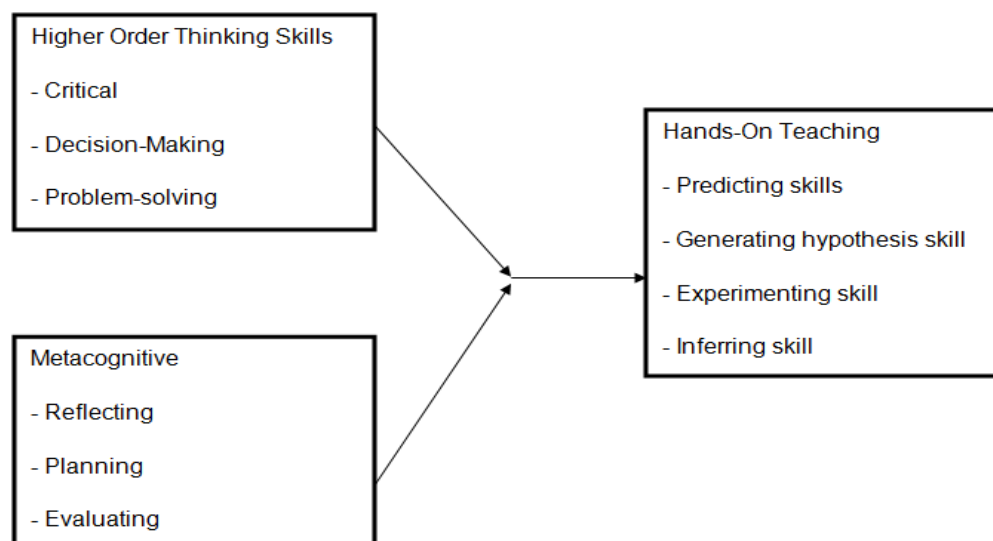 Higher Order Thinking Skills
- Critical
- Decision-Making
- Problem-solving
Hands-On Teaching
- Predicting skills
- Generating hypothesis skill
- Experimenting skill
- Inferring skill
Metacognitive
- Reflecting
- Planning
- Evaluating